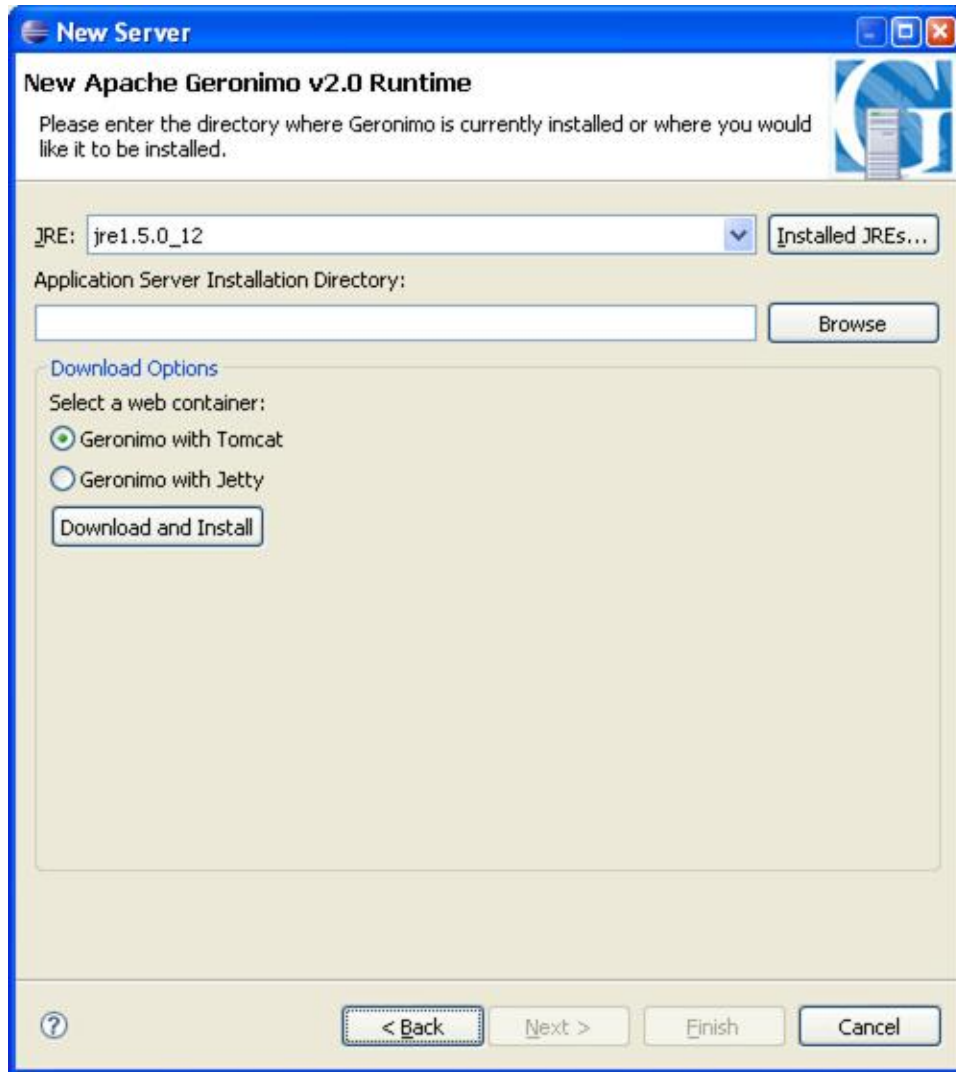 New Server
New Apache Geronimo v2.0 Runtime
Please enter the directory where Geronimo is currently installed or where you would
like it to be installed.
JRE: jre1.5.0_12 Installed JREs...
Application Server Installation Directory:
Browse
Download Options
Select a web container:
Geronimo with Tomcat
Geronimo with Jetty
Download and Install
? < Back Next > Finish Cancel